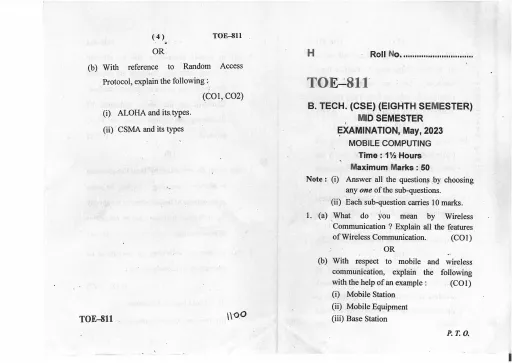 ( 4 ) TOE–811
OR
(b) With reference to Random Access
Protocol, explain the following :
(CO1, CO2)
(i) ALOHA and its types.
(ii) CSMA and its types
TOE–811 1100
H Roll No. ..............................
TOE–811
B. TECH. (CSE) (EIGHTH SEMESTER)
MID SEMESTER
EXAMINATION, May, 2023
MOBILE COMPUTING
Time : 1½ Hours
Maximum Marks : 50
Note : (i) Answer all the questions by choosing
any one of the sub-questions.
(ii) Each sub-question carries 10 marks.
1. (a) What do you mean by Wireless
Communication ? Explain all the features
of Wireless Communication. (CO1)
OR
(b) With respect to mobile and wireless
communication, explain the following
with the help of an example : (CO1)
(i) Mobile Station
(ii) Mobile Equipment
(iii) Base Station
P. T. O.